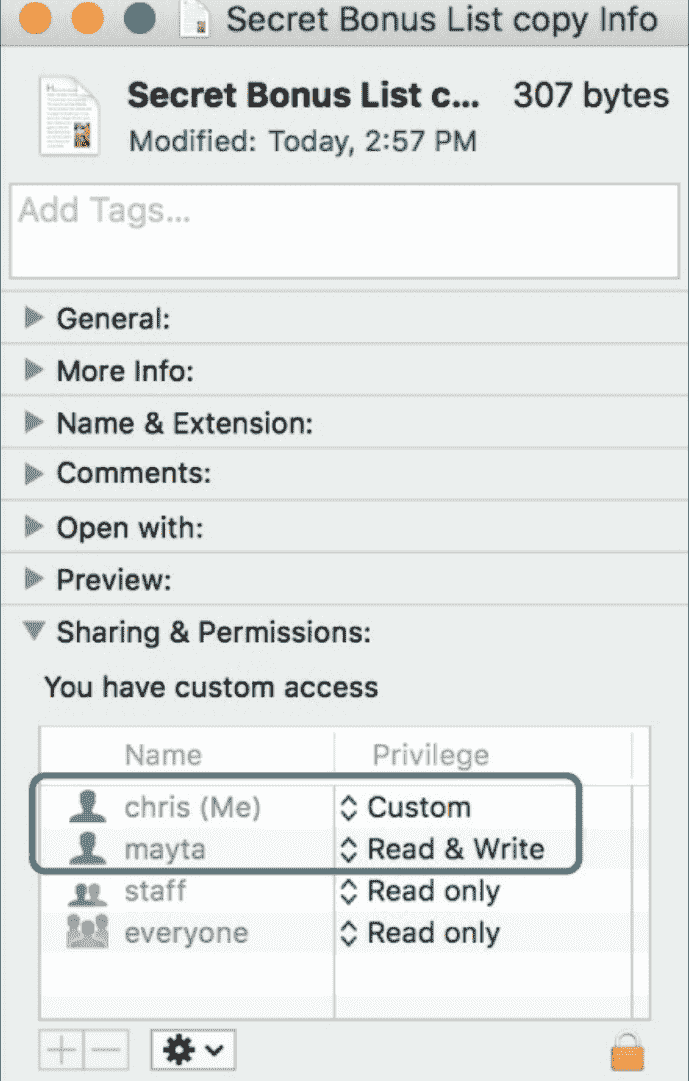 Secret Bonus List copy Info
Secret Bonus List c... 307 bytes
Modified: Today, 2:57 PM
Add Tags...
General:
More Info:
Name & Extension:
Comments:
Open with:
Preview:
Sharing & Permissions:
You have custom access
Name Privilege
chris (Me) Custom
mayta Read & Write
staff Read only
everyone Read only